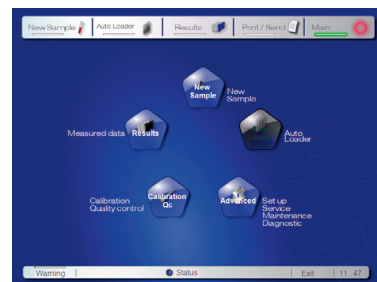 New Sample
Auto Loader
Results
Print / Send
Main
New
Sample
New
Sample
Measured data
Results
Auto
Loader
Calibration
Quality control
Calibration
Qc
Advanced
Set up
Service
Maintenance
Diagnostic
Warning
Status
Exit
11 47